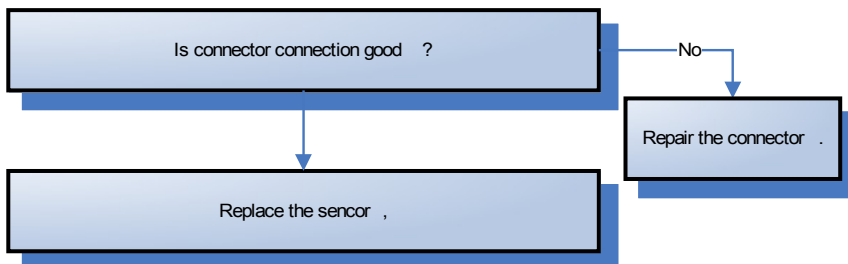 Is connector connection good ?
No
Repair the connector .
Replace the sencor ,